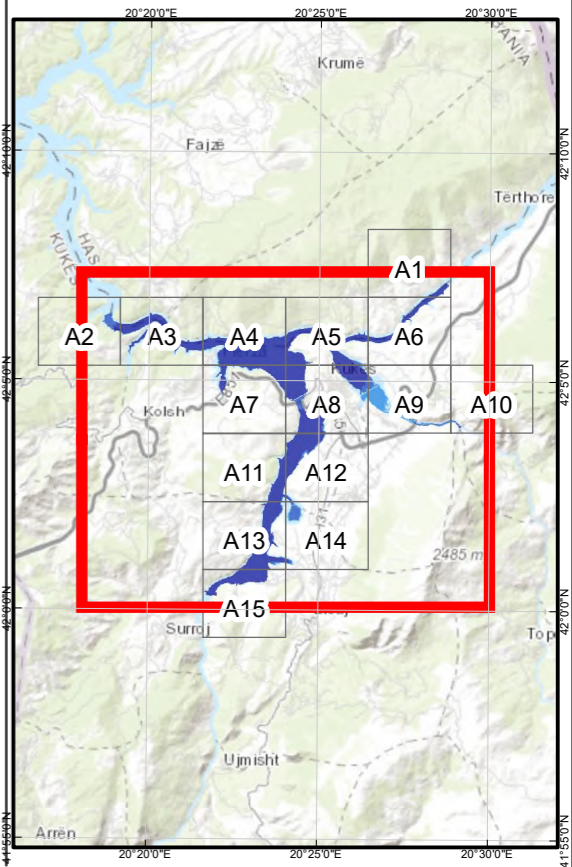 20°20'0"E
20°25'0"E
20°30'0"E
BANIA
Krumë
42°10'0"N
Fajzë
42°10'0"N
Tërthore
HAS
KUKËS
A1
A2
A3
A4
A5
A6
42°5'0"N
Kukës
42°5'0"N
Kolsh
E851
A7
A8
A9
A10
A11
A12
A13
A14
2485 m
42°0'0"N
A15
42°0'0"N
Surroj
Top
Ujmisht
Arrën
41°55'0"N
41°55'0"N
20°20'0"E
20°25'0"E
20°30'0"E